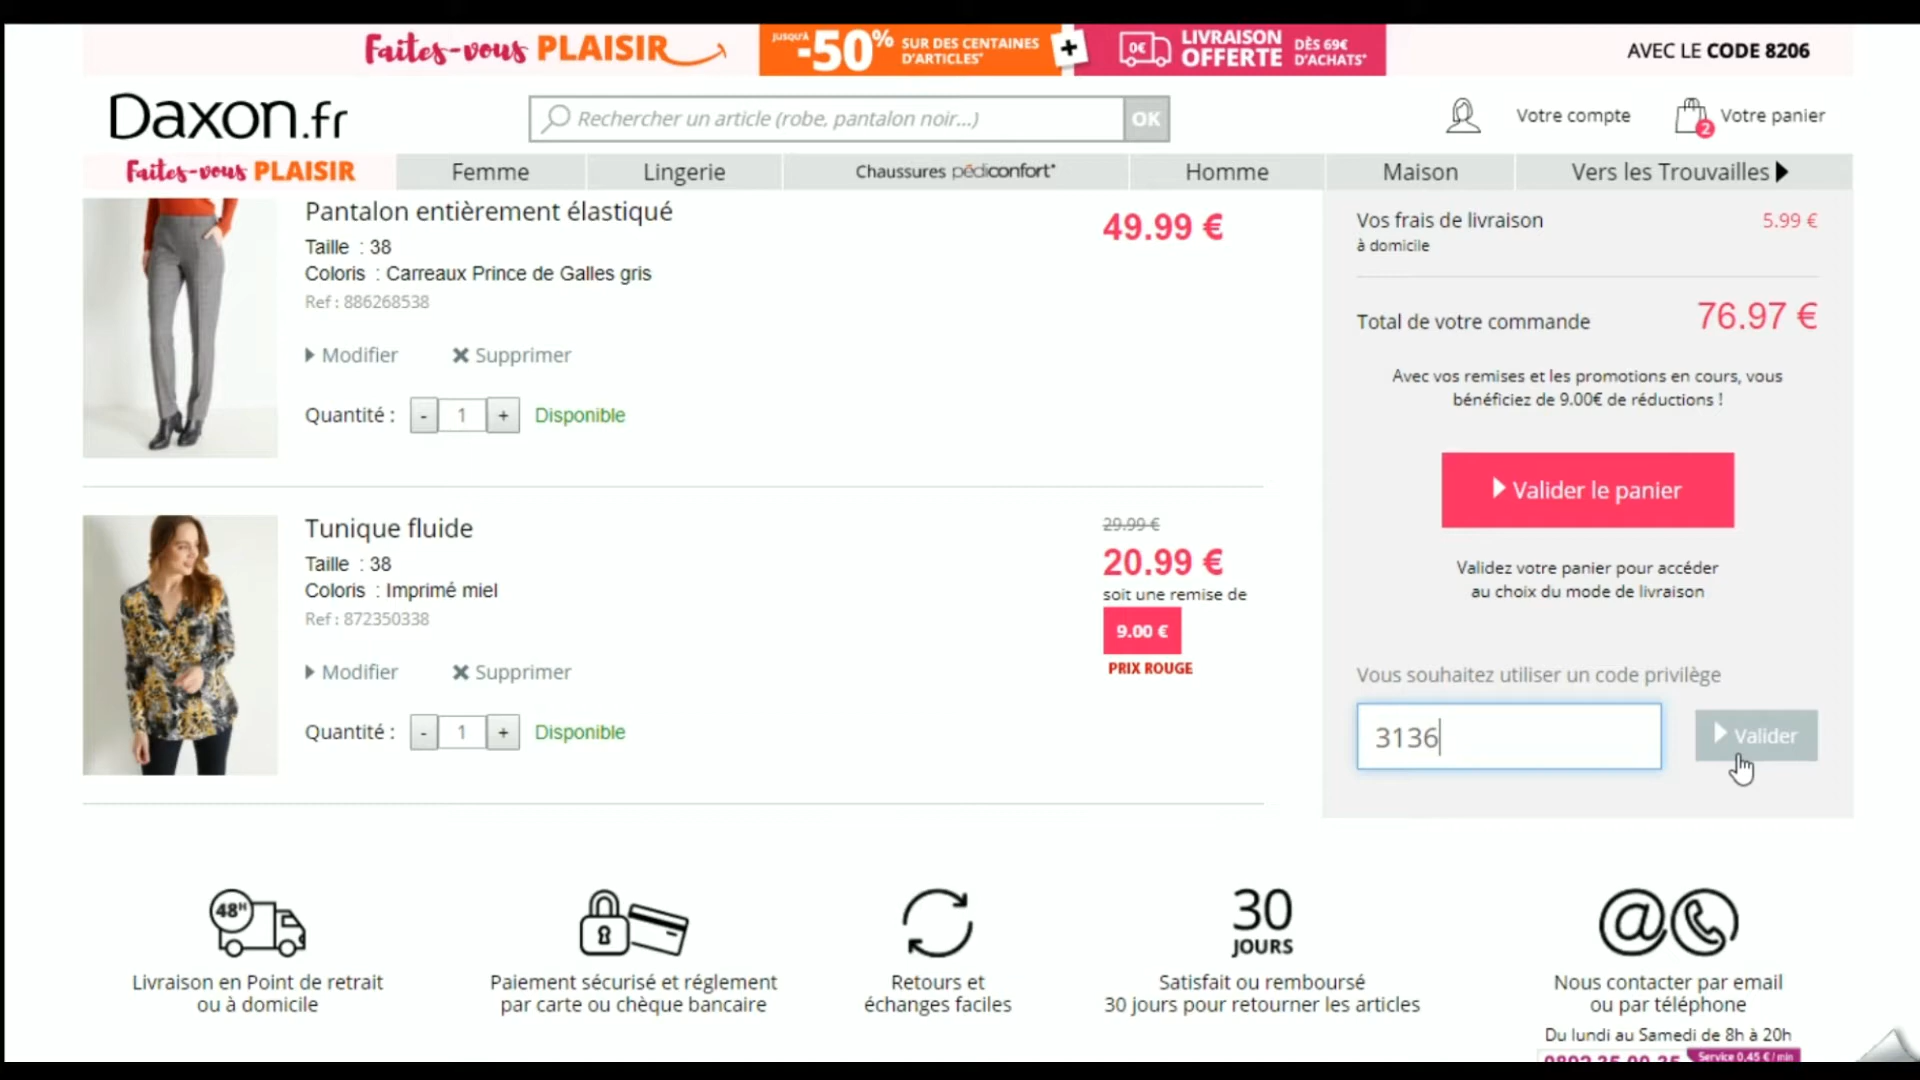 Faites-vous PLAISIR
JUSQU'À -50% SUR DES CENTAINES D'ARTICLES*
+
0€ LIVRAISON OFFERTE DÈS 69€ D'ACHATS*
AVEC LE CODE 8206
Daxon.fr
Rechercher un article (robe, pantalon noir...)
OK
Votre compte
2
Votre panier
Faites-vous PLAISIR
Femme
Lingerie
Chaussures pédiconfort*
Homme
Maison
Vers les Trouvailles
Pantalon entièrement élastiqué
Taille : 38
Coloris : Carreaux Prince de Galles gris
Ref : 886268538
Modifier
Supprimer
Quantité : - 1 + Disponible
49.99 €
Tunique fluide
Taille : 38
Coloris : Imprimé miel
Ref : 872350338
Modifier
Supprimer
Quantité : - 1 + Disponible
29.99 €
20.99 €
soit une remise de
9.00 €
PRIX ROUGE
Vos frais de livraison 5.99 €
à domicile
Total de votre commande 76.97 €
Avec vos remises et les promotions en cours, vous
bénéficiez de 9.00€ de réductions !
Valider le panier
Validez votre panier pour accéder
au choix du mode de livraison
Vous souhaitez utiliser un code privilège
3136
Valider
48H
Livraison en Point de retrait
ou à domicile
Paiement sécurisé et réglement
par carte ou chèque bancaire
Retours et
échanges faciles
30
JOURS
Satisfait ou remboursé
30 jours pour retourner les articles
@
Nous contacter par email
ou par téléphone
Du lundi au Samedi de 8h à 20h
Service 0,45 € / min